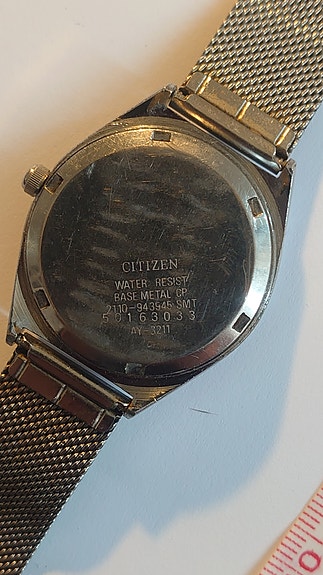 CITIZEN
WATER RESIST
BASE METAL CP
2110-943545 SMT
50163033
AY-3211